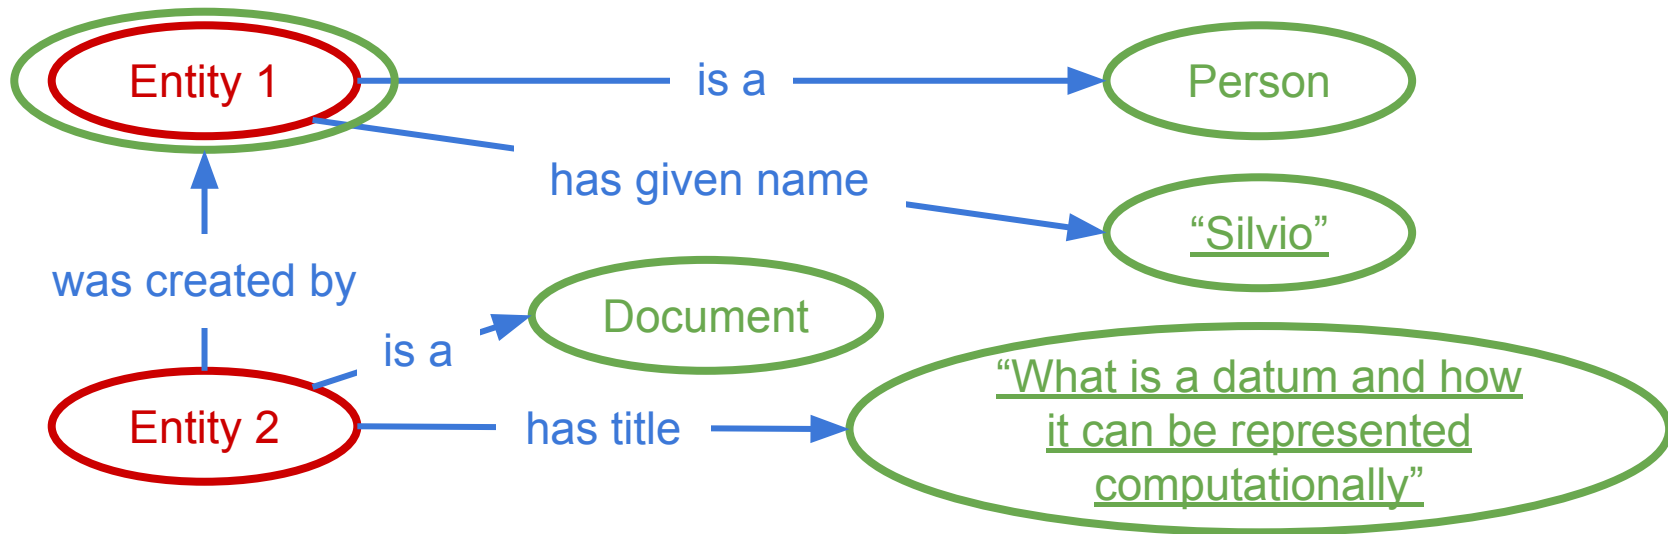 Entity 1
is a
Person
has given name
“Silvio”
was created by
Document
is a
“What is a datum and how
it can be represented
computationally”
Entity 2
has title